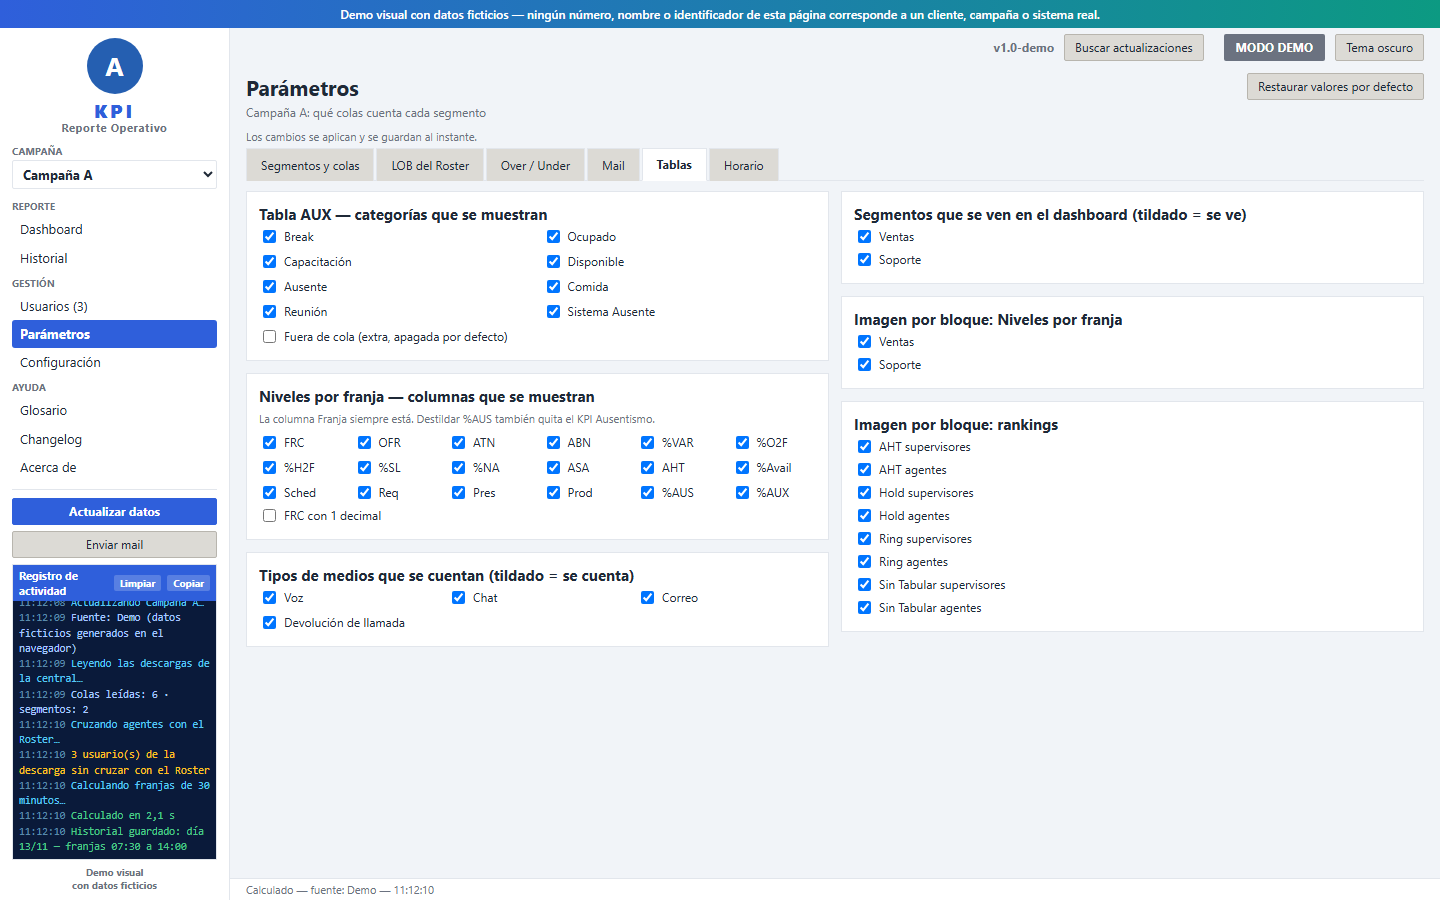 Demo visual con datos ficticios — ningún número, nombre o identificador de esta página corresponde a un cliente, campaña o sistema real.
A
KPI
Reporte Operativo
CAMPAÑA
Campaña A
REPORTE
Dashboard
Historial
GESTIÓN
Usuarios (3)
Parámetros
Configuración
AYUDA
Glosario
Changelog
Acerca de
Actualizar datos
Enviar mail
Registro de
actividad
Limpiar
Copiar
11:12:08 Actualizando Campaña A…
11:12:09 Fuente: Demo (datos
ficticios generados en el
navegador)
11:12:09 Leyendo las descargas de
la central…
11:12:09 Colas leídas: 6 ·
segmentos: 2
11:12:10 Cruzando agentes con el
Roster…
11:12:10 3 usuario(s) de la
descarga sin cruzar con el Roster
11:12:10 Calculando franjas de 30
minutos…
11:12:10 Calculado en 2,1 s
11:12:10 Historial guardado: día
13/11 — franjas 07:30 a 14:00
Demo visual
con datos ficticios
v1.0-demo
Buscar actualizaciones
MODO DEMO
Tema oscuro
Parámetros
Restaurar valores por defecto
Campaña A: qué colas cuenta cada segmento
Los cambios se aplican y se guardan al instante.
Segmentos y colas
LOB del Roster
Over / Under
Mail
Tablas
Horario
Tabla AUX — categorías que se muestran
Break
Ocupado
Capacitación
Disponible
Ausente
Comida
Reunión
Sistema Ausente
Fuera de cola (extra, apagada por defecto)
Niveles por franja — columnas que se muestran
La columna Franja siempre está. Destildar %AUS también quita el KPI Ausentismo.
FRC OFR ATN ABN %VAR %O2F
%H2F %SL %NA ASA AHT %Avail
Sched Req Pres Prod %AUS %AUX
FRC con 1 decimal
Tipos de medios que se cuentan (tildado = se cuenta)
Voz
Chat
Correo
Devolución de llamada
Segmentos que se ven en el dashboard (tildado = se ve)
Ventas
Soporte
Imagen por bloque: Niveles por franja
Ventas
Soporte
Imagen por bloque: rankings
AHT supervisores
AHT agentes
Hold supervisores
Hold agentes
Ring supervisores
Ring agentes
Sin Tabular supervisores
Sin Tabular agentes
Calculado — fuente: Demo — 11:12:10